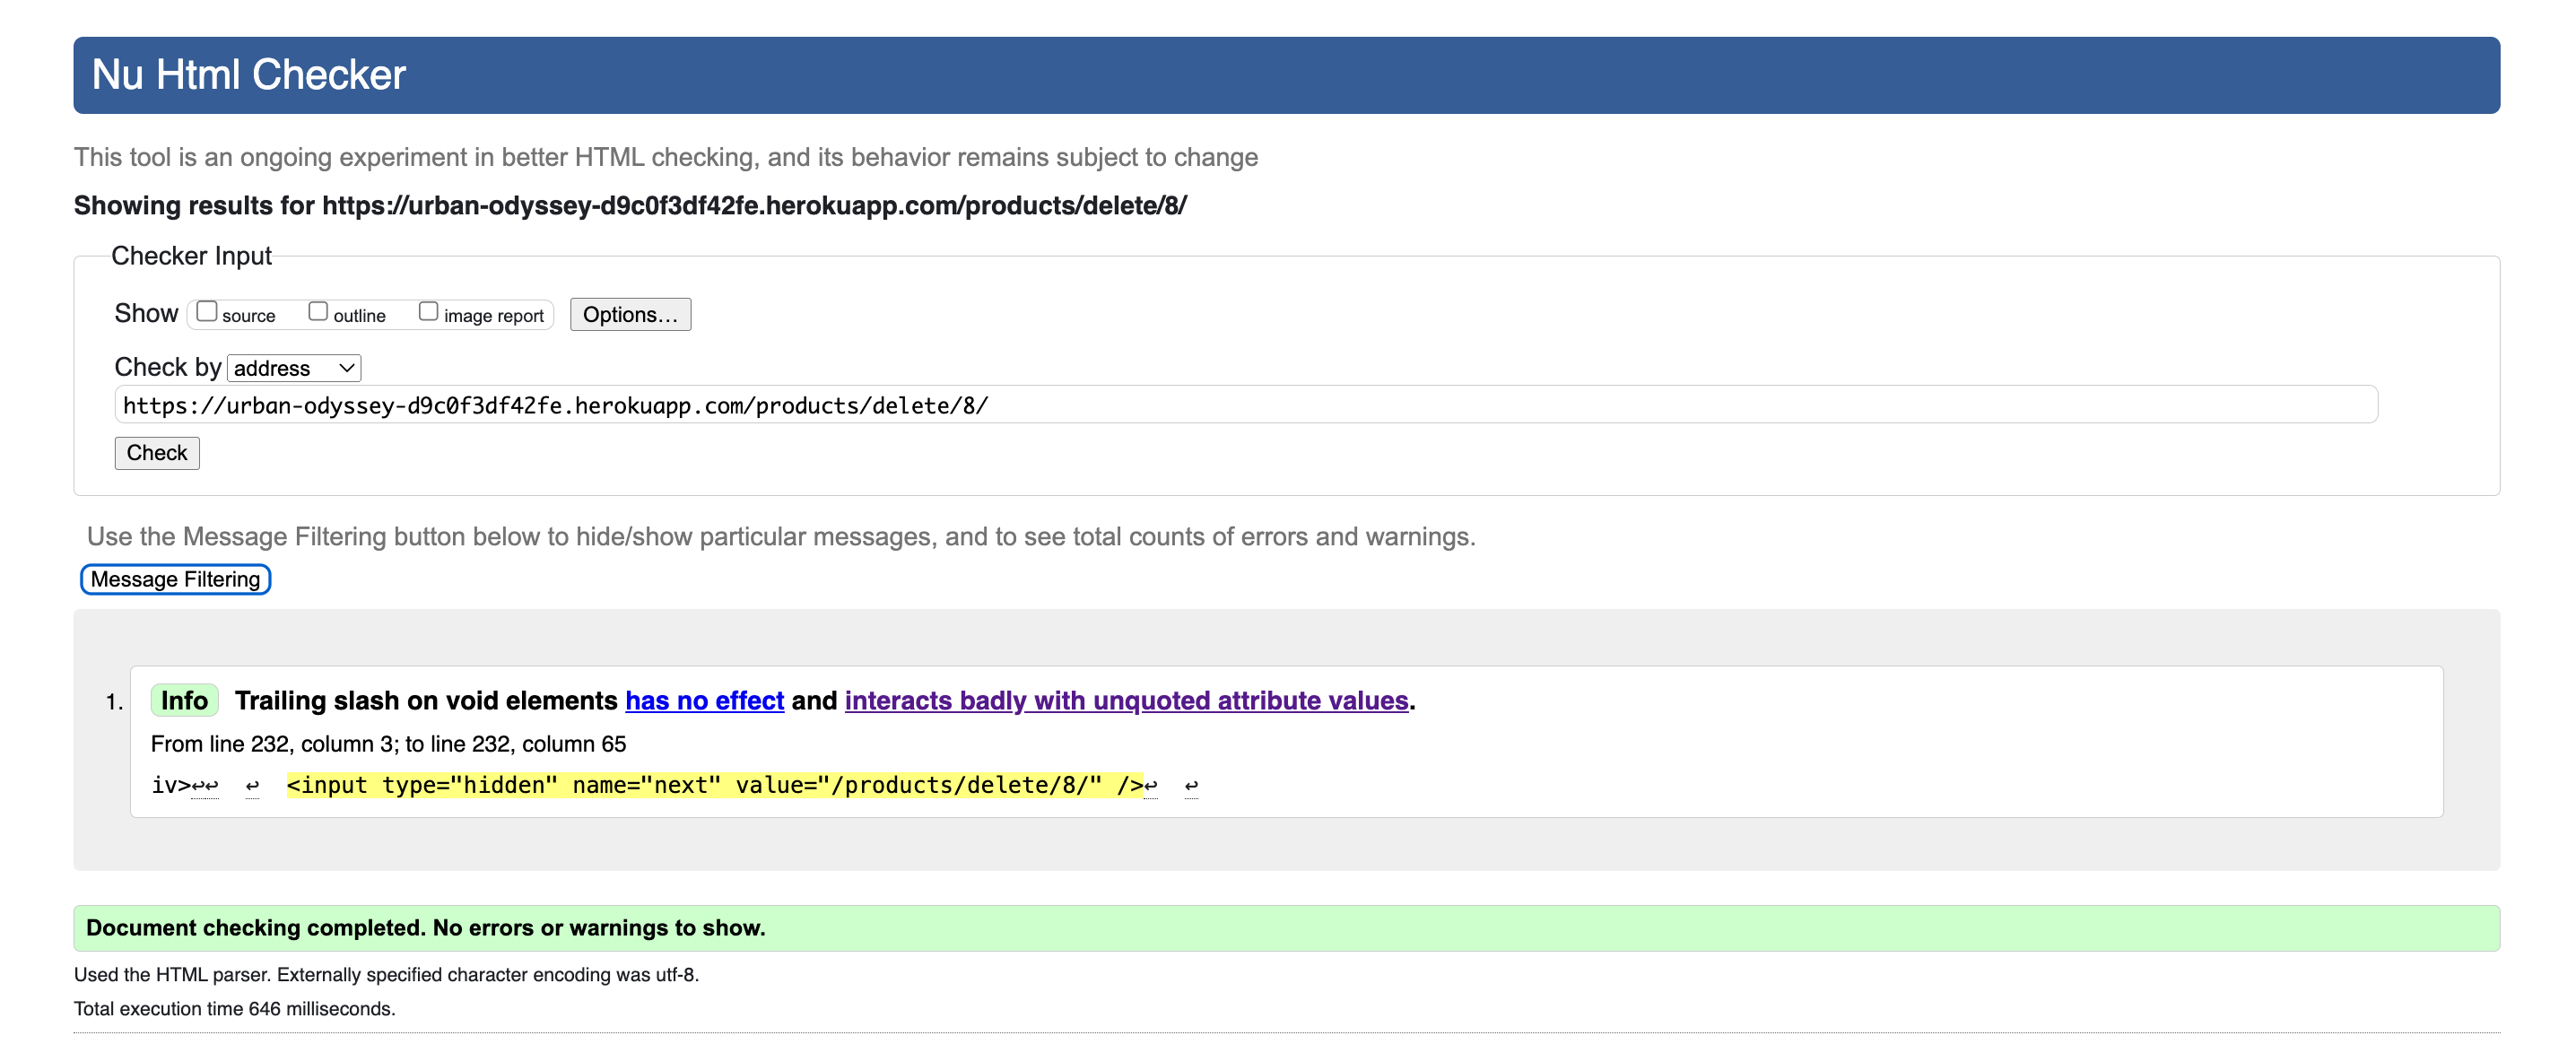 Nu Html Checker
This tool is an ongoing experiment in better HTML checking, and its behavior remains subject to change
Showing results for https://urban-odyssey-d9c0f3df42fe.herokuapp.com/products/delete/8/
Checker Input
Show source outline image report Options...
Check by address
https://urban-odyssey-d9c0f3df42fe.herokuapp.com/products/delete/8/
Check
Use the Message Filtering button below to hide/show particular messages, and to see total counts of errors and warnings.
Message Filtering
1. Info Trailing slash on void elements has no effect and interacts badly with unquoted attribute values.
From line 232, column 3; to line 232, column 65
iv>↩↩ ↩ <input type="hidden" name="next" value="/products/delete/8/" />↩ ↩
Document checking completed. No errors or warnings to show.
Used the HTML parser. Externally specified character encoding was utf-8.
Total execution time 646 milliseconds.